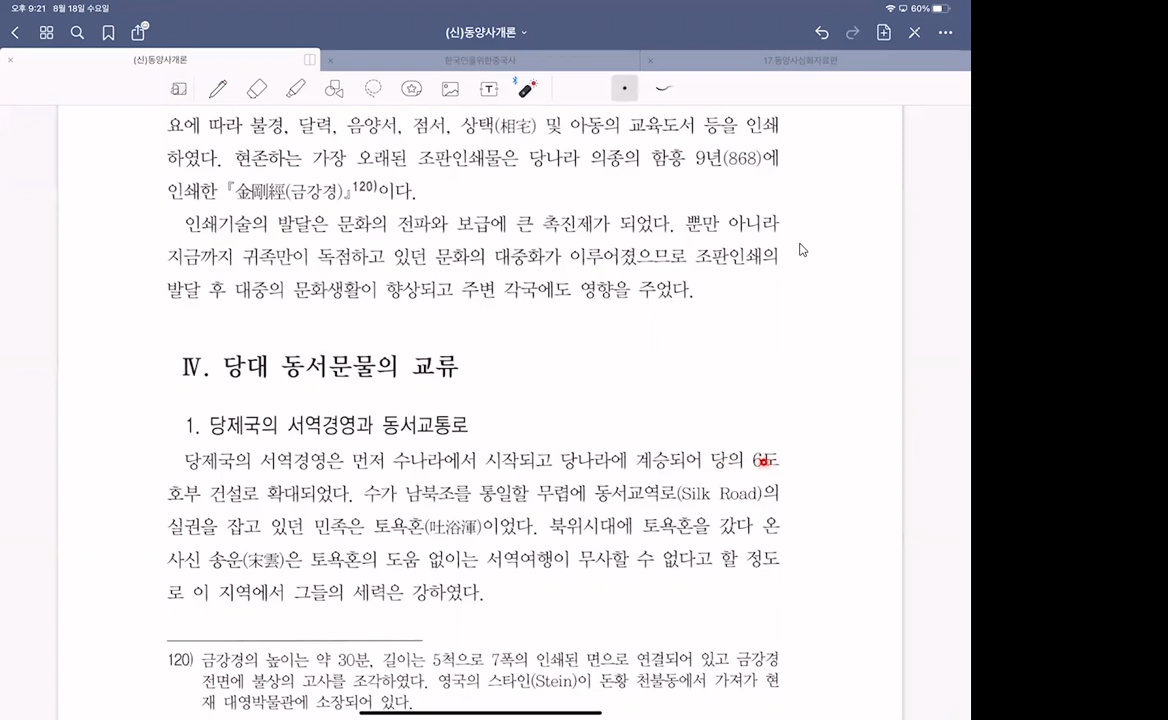 오후 9:21 8월 18일 수요일
60%
(신)동양사개론
(신)동양사개론
한국인을위한중국사
17.동양사심화자료편
요에 따라 불경, 달력, 음양서, 점서, 상택(相宅) 및 아동의 교육도서 등을 인쇄
하였다. 현존하는 가장 오래된 조판인쇄물은 당나라 의종의 함흥 9년(868)에
인쇄한 『金剛經(금강경)』120)이다.
인쇄기술의 발달은 문화의 전파와 보급에 큰 촉진제가 되었다. 뿐만 아니라
지금까지 귀족만이 독점하고 있던 문화의 대중화가 이루어졌으므로 조판인쇄의
발달 후 대중의 문화생활이 향상되고 주변 각국에도 영향을 주었다.
Ⅳ. 당대 동서문물의 교류
1. 당제국의 서역경영과 동서교통로
당제국의 서역경영은 먼저 수나라에서 시작되고 당나라에 계승되어 당의 6도
호부 건설로 확대되었다. 수가 남북조를 통일할 무렵에 동서교역로(Silk Road)의
실권을 잡고 있던 민족은 토욕혼(吐浴渾)이었다. 북위시대에 토욕혼을 갔다 온
사신 송운(宋雲)은 토욕혼의 도움 없이는 서역여행이 무사할 수 없다고 할 정도
로 이 지역에서 그들의 세력은 강하였다.
120) 금강경의 높이는 약 30분, 길이는 5척으로 7폭의 인쇄된 면으로 연결되어 있고 금강경
전면에 불상의 고사를 조각하였다. 영국의 스타인(Stein)이 돈황 천불동에서 가져가 현
재 대영박물관에 소장되어 있다.